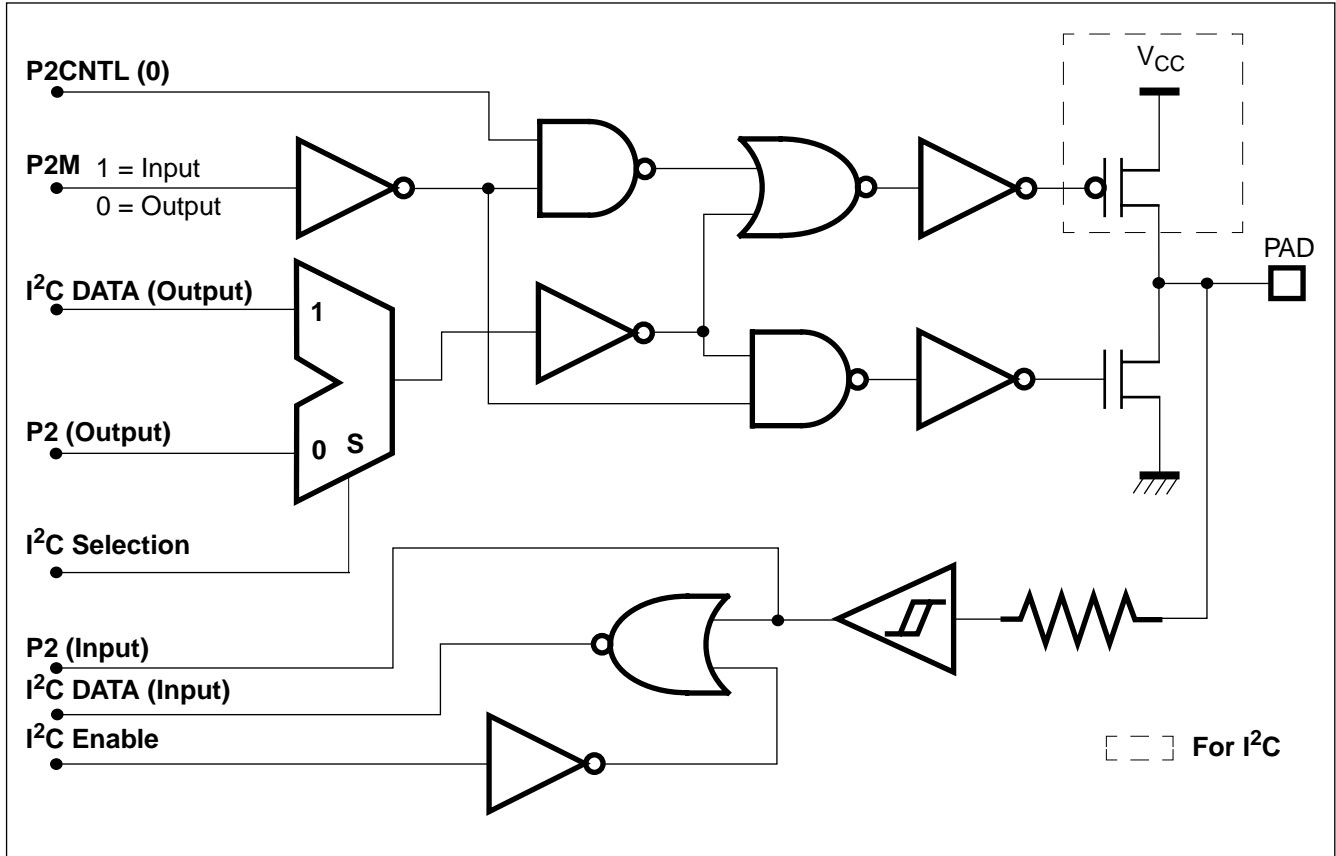 P2CNTL (0)
P2M 1 = Input
0 = Output
I²C DATA (Output)
1
P2 (Output)
0 S
I²C Selection
P2 (Input)
I²C DATA (Input)
I²C Enable
V_CC
PAD
For I²C